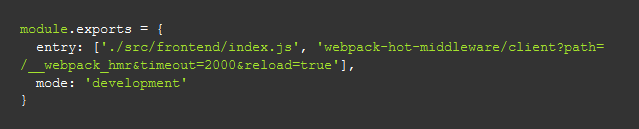 module.exports = {
  entry: ['./src/frontend/index.js', 'webpack-hot-middleware/client?path=
/__webpack_hmr&timeout=2000&reload=true'],
  mode: 'development'
}